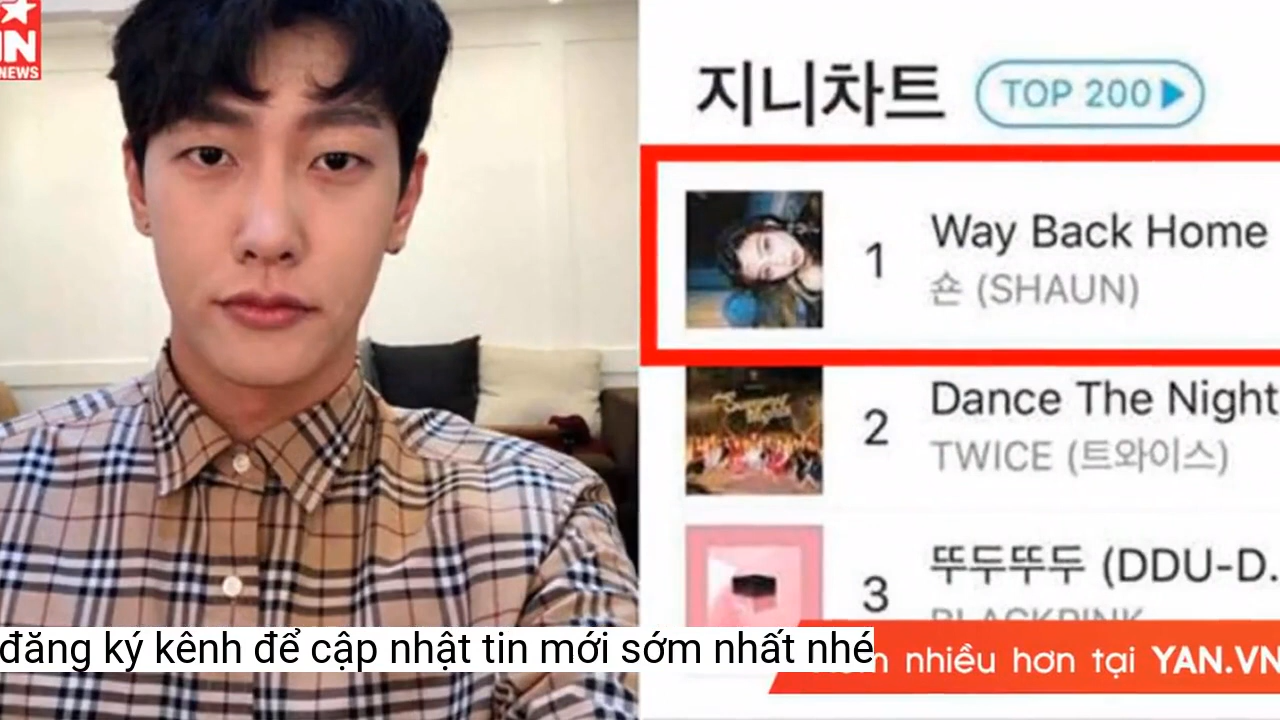 IN
NEWS
지니차트
TOP 200
1
Way Back Home
숀 (SHAUN)
2
Dance The Night
TWICE (트와이스)
3
뚜두뚜두 (DDU-D.
BLACKPINK
đăng ký kênh để cập nhật tin mới sớm nhất nhé
nhiều hơn tại YAN.VN